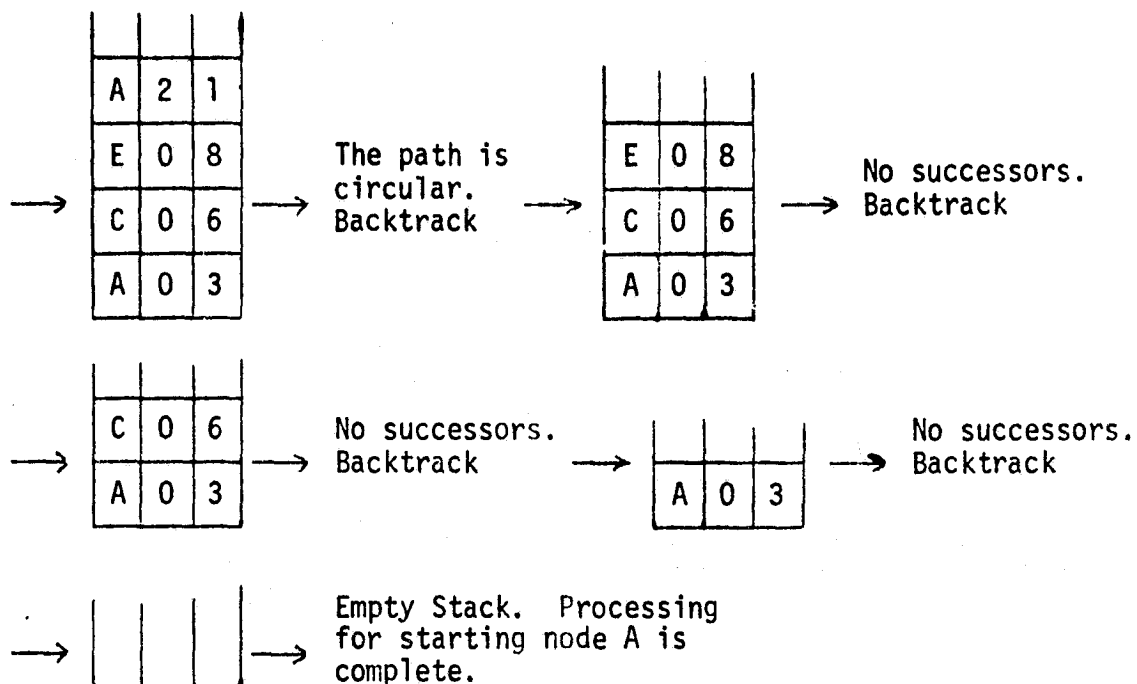 A 2 1
E 0 8
C 0 6
A 0 3
The path is
circular.
Backtrack
E 0 8
C 0 6
A 0 3
No successors.
Backtrack
C 0 6
A 0 3
No successors.
Backtrack
A 0 3
No successors.
Backtrack
Empty Stack. Processing
for starting node A is
complete.